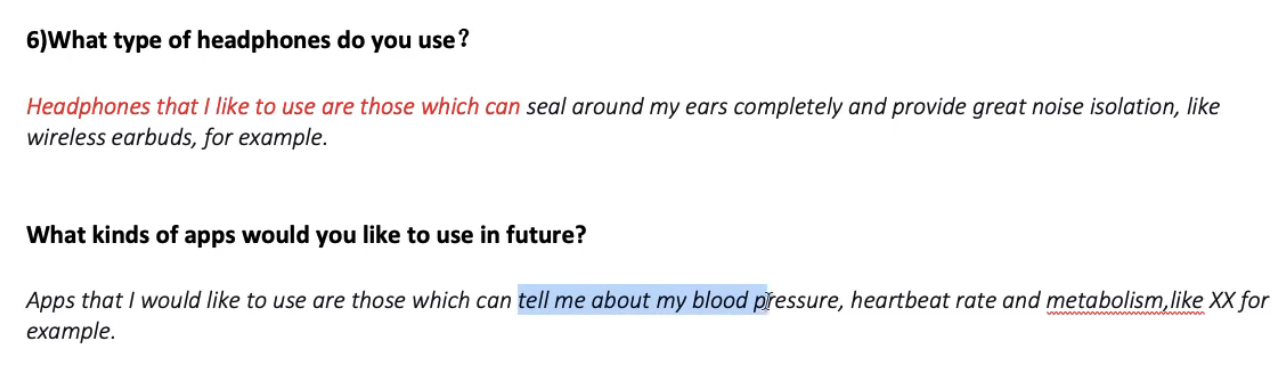 6)What type of headphones do you use?
Headphones that I like to use are those which can seal around my ears completely and provide great noise isolation, like
wireless earbuds, for example.
What kinds of apps would you like to use in future?
Apps that I would like to use are those which can tell me about my blood pressure, heartbeat rate and metabolism,like XX for
example.